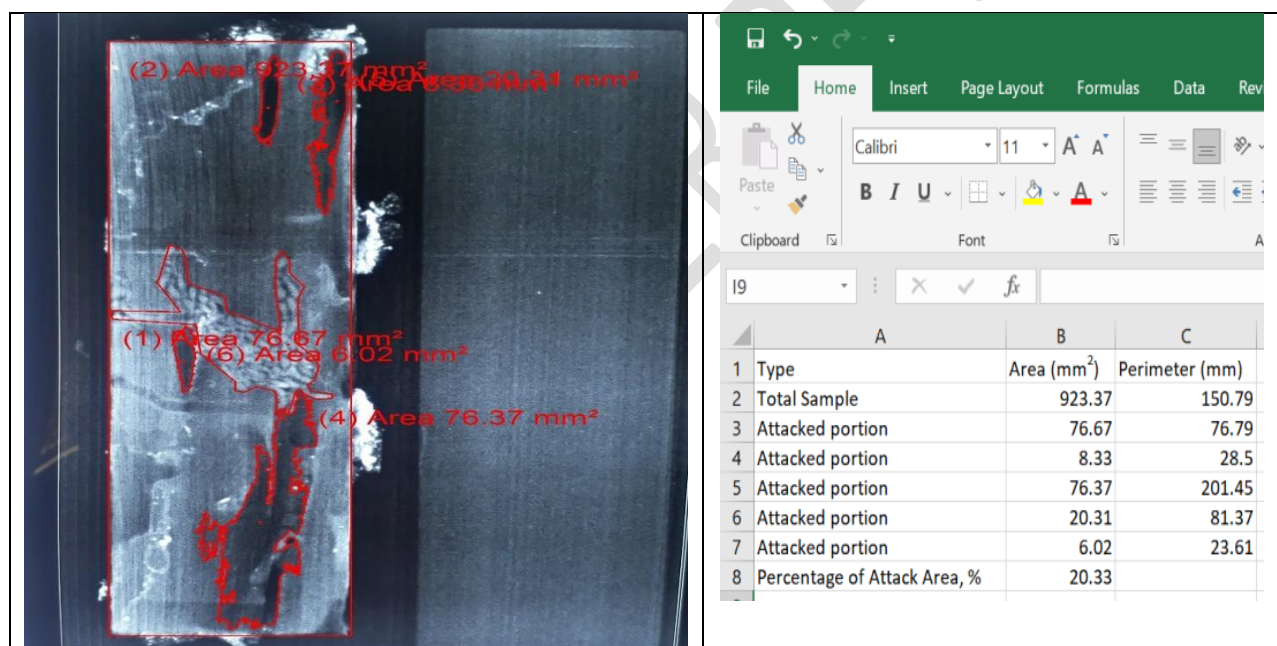 (2) Area 923.37 mm²
(1) Area 76.67 mm²
(6) Area 6.02 mm²
(4) Area 76.37 mm²
File Home Insert Page Layout Formulas Data
Calibri 11 A A
Paste
B I U A
Clipboard Font
I9 fx
A B C
1 Type Area (mm²) Perimeter (mm)
2 Total Sample 923.37 150.79
3 Attacked portion 76.67 76.79
4 Attacked portion 8.33 28.5
5 Attacked portion 76.37 201.45
6 Attacked portion 20.31 81.37
7 Attacked portion 6.02 23.61
8 Percentage of Attack Area, % 20.33